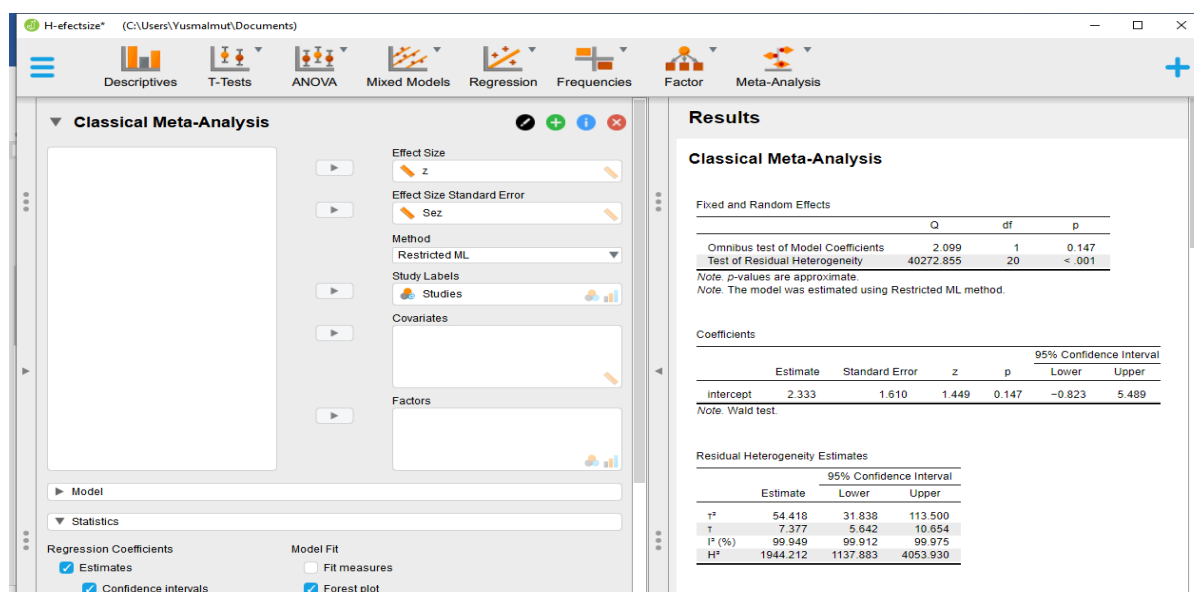 H-efectsize* (C:\Users\Yusmalmut\Documents)
Descriptives T-Tests ANOVA Mixed Models Regression Frequencies Factor Meta-Analysis
Classical Meta-Analysis
Effect Size
z
Effect Size Standard Error
Sez
Method
Restricted ML
Study Labels
Studies
Covariates
Factors
Model
Statistics
Regression Coefficients Model Fit
Estimates Fit measures
Confidence intervals Forest plot
Results
Classical Meta-Analysis
Fixed and Random Effects
Q df p
Omnibus test of Model Coefficients 2.099 1 0.147
Test of Residual Heterogeneity 40272.855 20 < .001
Note. p-values are approximate.
Note. The model was estimated using Restricted ML method.
Coefficients
95% Confidence Interval
Estimate Standard Error z p Lower Upper
intercept 2.333 1.610 1.449 0.147 −0.823 5.489
Note. Wald test.
Residual Heterogeneity Estimates
95% Confidence Interval
Estimate Lower Upper
τ² 54.418 31.838 113.500
τ 7.377 5.642 10.654
I² (%) 99.949 99.912 99.975
H² 1944.212 1137.883 4053.930